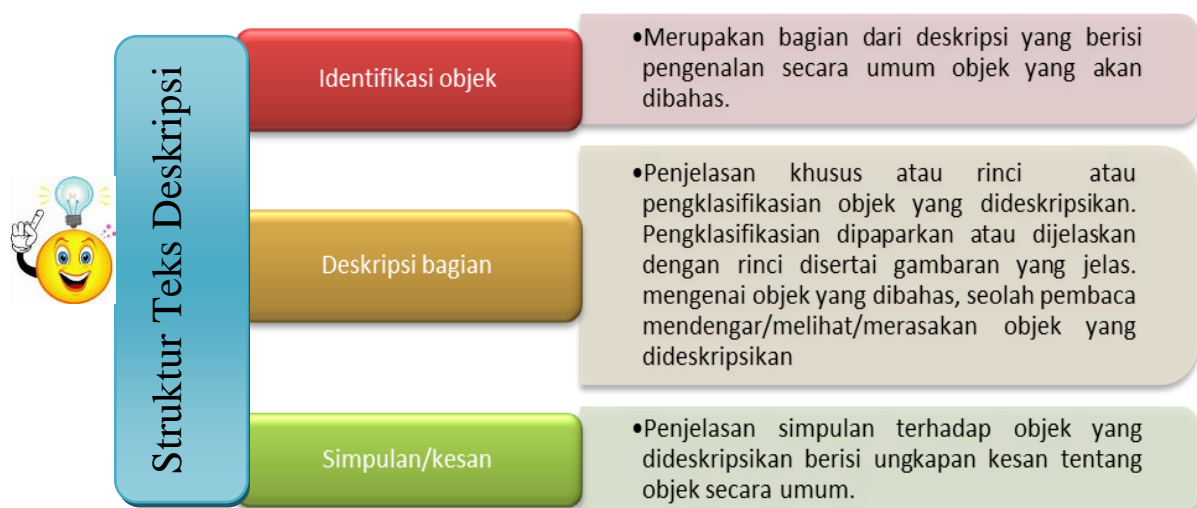 Struktur Teks Deskripsi
Identifikasi objek
•Merupakan bagian dari deskripsi yang berisi
pengenalan secara umum objek yang akan
dibahas.
Deskripsi bagian
•Penjelasan khusus atau rinci atau
pengklasifikasian objek yang dideskripsikan.
Pengklasifikasian dipaparkan atau dijelaskan
dengan rinci disertai gambaran yang jelas.
mengenai objek yang dibahas, seolah pembaca
mendengar/melihat/merasakan objek yang
dideskripsikan
Simpulan/kesan
•Penjelasan simpulan terhadap objek yang
dideskripsikan berisi ungkapan kesan tentang
objek secara umum.